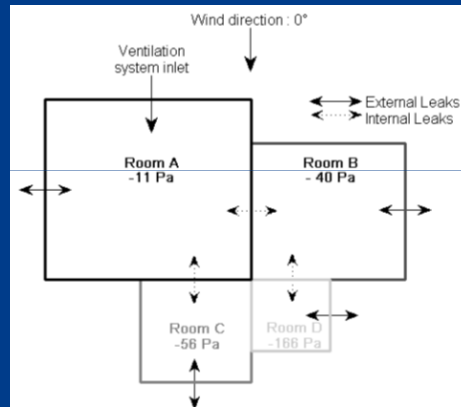 Wind direction : 0°
Ventilation
system inlet
External Leaks
Internal Leaks
Room A
-11 Pa
Room B
- 40 Pa
Room C
-56 Pa
Room D
-166 Pa